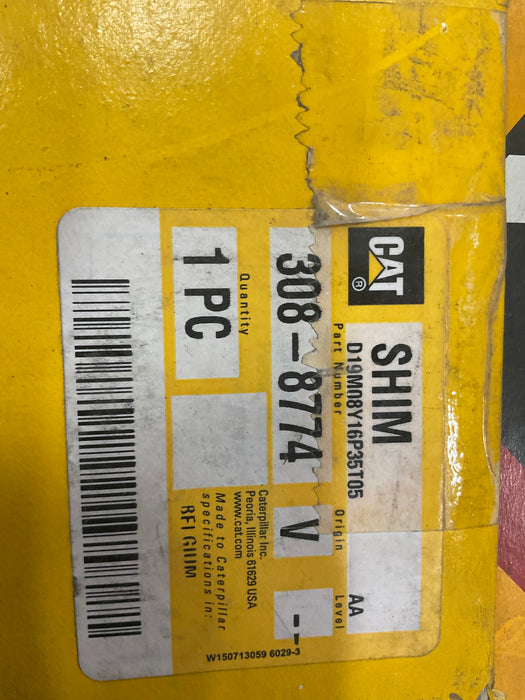 CAT®
SHIM
D19M08Y16P35T05
AA
Part Number
Origin
Level
308-8774
V
--
Quantity
1 PC
Caterpillar Inc.
Peoria, Illinois 61629 USA
www.cat.com
Made to Caterpillar
specifications in:
BELGIUM
W150713059 6029-3